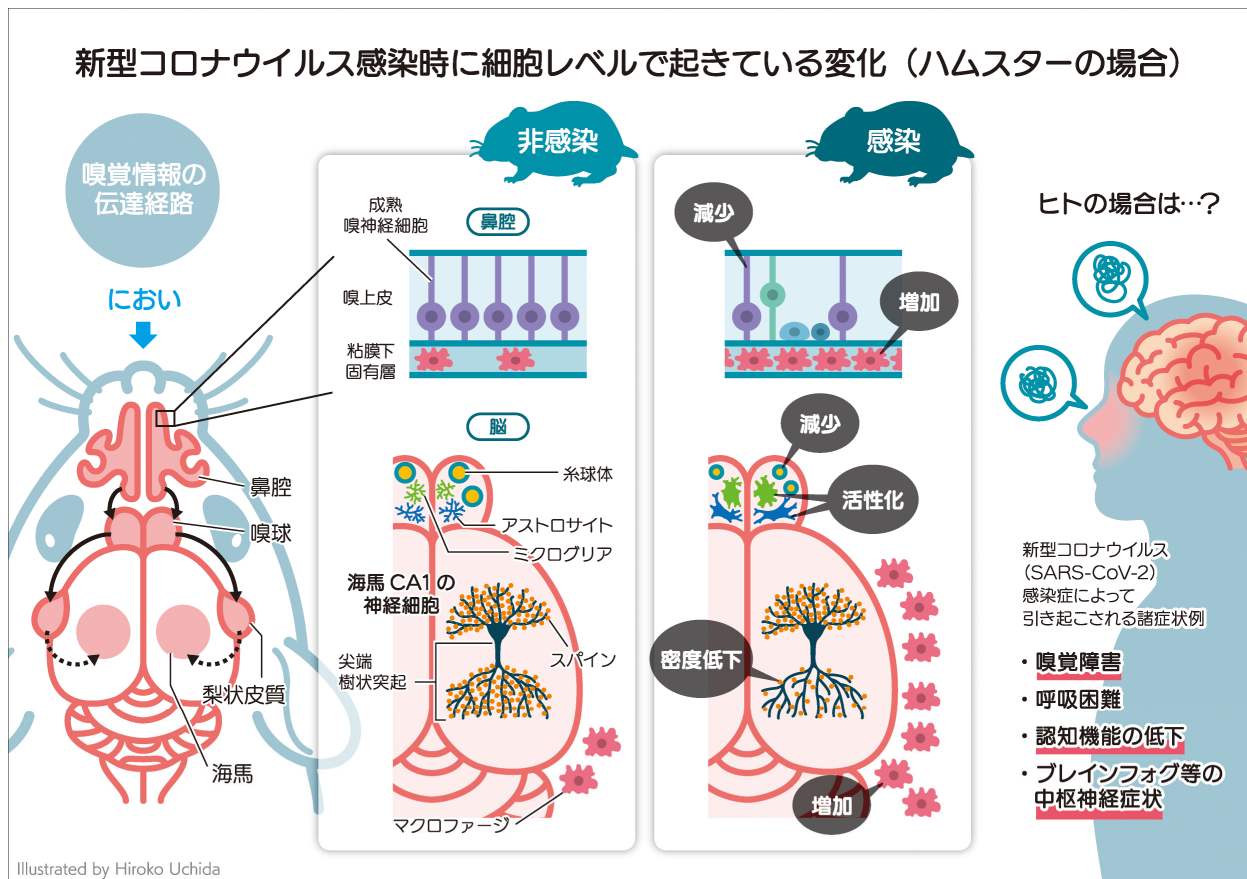 新型コロナウイルス感染時に細胞レベルで起きている変化（ハムスターの場合）
嗅覚情報の
伝達経路
におい
鼻腔
嗅球
梨状皮質
海馬
非感染
鼻腔
成熟
嗅神経細胞
嗅上皮
粘膜下
固有層
脳
糸球体
アストロサイト
ミクログリア
海馬CA1の
神経細胞
スパイン
尖端
樹状突起
マクロファージ
感染
減少
増加
減少
活性化
密度低下
増加
ヒトの場合は…?
新型コロナウイルス
（SARS-CoV-2）
感染症によって
引き起こされる諸症状例
・嗅覚障害
・呼吸困難
・認知機能の低下
・ブレインフォグ等の
中枢神経症状
Illustrated by Hiroko Uchida